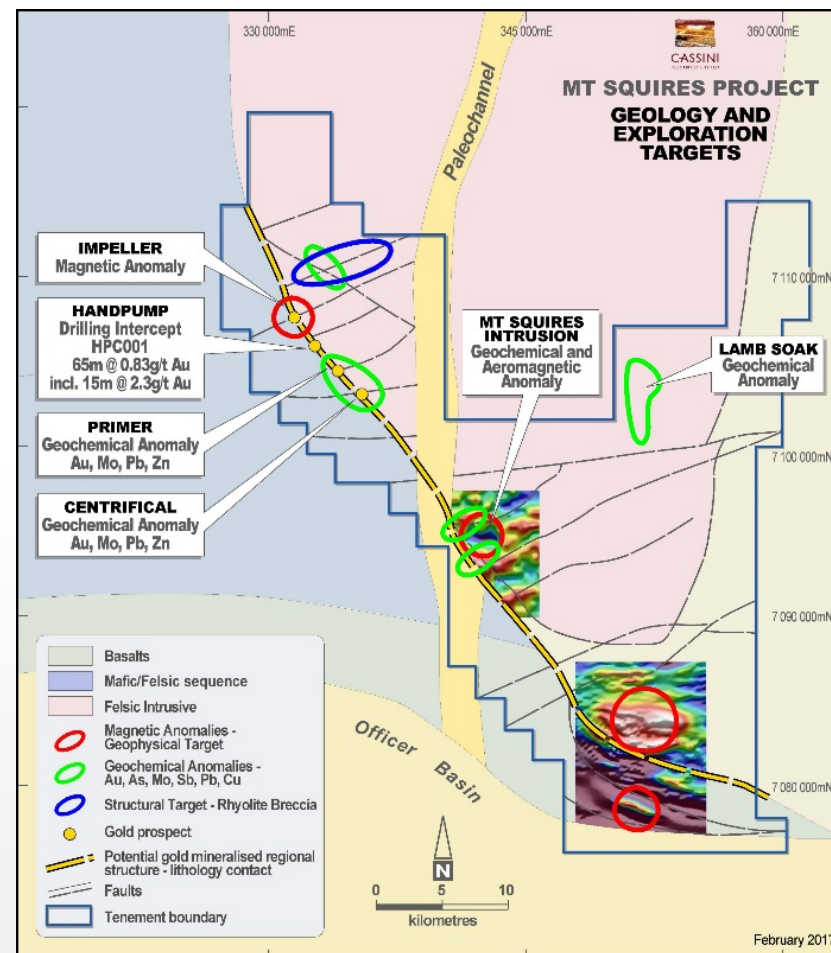 330 000mE
345 000mE
360 000mE
CASSINI
MT SQUIRES PROJECT
GEOLOGY AND
EXPLORATION
TARGETS
Paleochannel
7 110 000mN
IMPELLER
Magnetic Anomaly
HANDPUMP
Drilling Intercept
HPC001
65m @ 0.83g/t Au
incl. 15m @ 2.3g/t Au
MT SQUIRES
INTRUSION
Geochemical and
Aeromagnetic
Anomaly
LAMB SOAK
Geochemical
Anomaly
PRIMER
Geochemical Anomaly
Au, Mo, Pb, Zn
7 100 000mN
CENTRIFICAL
Geochemical Anomaly
Au, Mo, Pb, Zn
7 090 000mN
Basalts
Mafic/Felsic sequence
Felsic Intrusive
Magnetic Anomalies -
Geophysical Target
Geochemical Anomalies -
Au, As, Mo, Sb, Pb, Cu
Structural Target - Rhyolite Breccia
Gold prospect
Potential gold mineralised regional
structure - lithology contact
Faults
Tenement boundary
Officer Basin
7 080 000mN
N
0 5 10
kilometres
February 2017